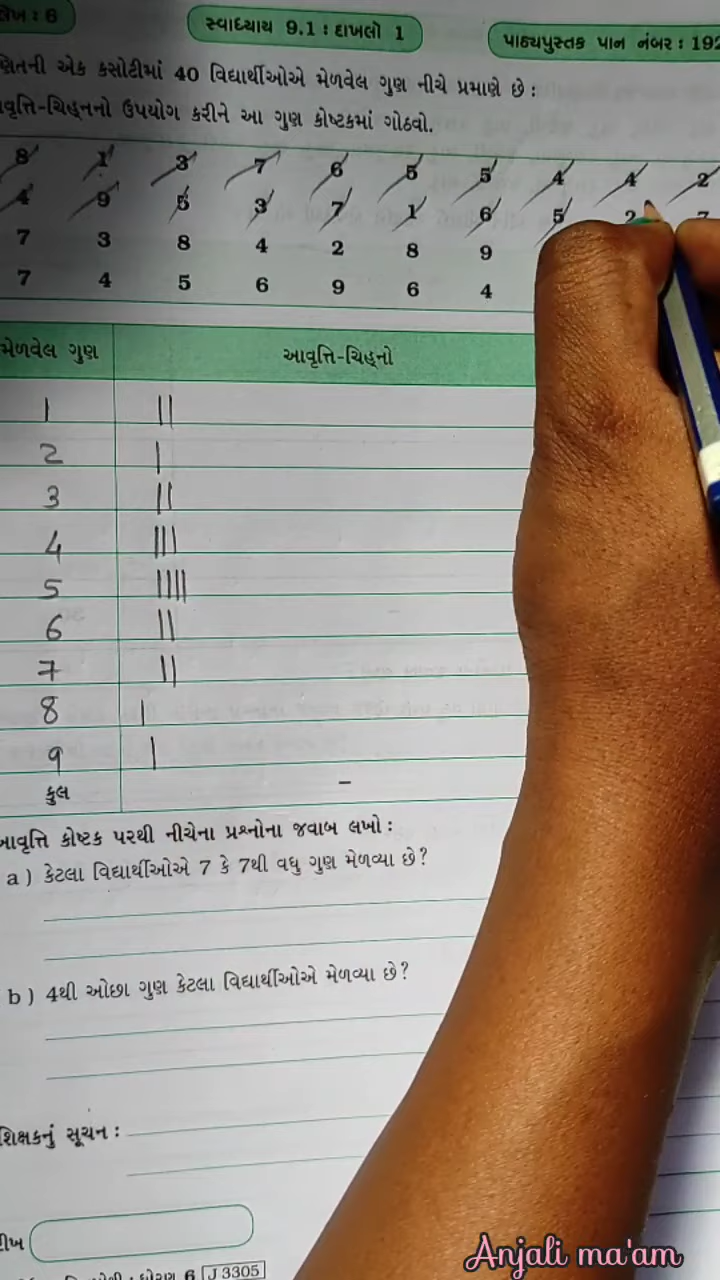 સ્વાધ્યાય 9.1 : દાખલો 1
પાઠ્યપુસ્તક પાન નંબર : 192
એક કસોટીમાં 40 વિદ્યાર્થીઓએ મેળવેલ ગુણ નીચે પ્રમાણે છે :
ઉપયોગ કરીને આ ગુણ કોષ્ટકમાં ગોઠવો.
8 1 3 7 6 5 5 4 4 2
4 9 5 3 7 1 6 5 2 7
7 3 8 4 2 8 9
7 4 5 6 9 6 4
મેળવેલ ગુણ આવૃત્તિ-ચિહ્નો
1 ||
2 |
3 ||
4 |||
5 ||||
6 ||
7 ||
8 |
9 |
કુલ –
આવૃત્તિ કોષ્ટક પરથી નીચેના પ્રશ્નોના જવાબ લખો :
a) કેટલા વિદ્યાર્થીઓએ 7 કે 7થી વધુ ગુણ મેળવ્યા છે?
b) 4થી ઓછા ગુણ કેટલા વિદ્યાર્થીઓએ મેળવ્યા છે?
શિક્ષકનું સૂચન :
6 J 3305
Anjali ma'am